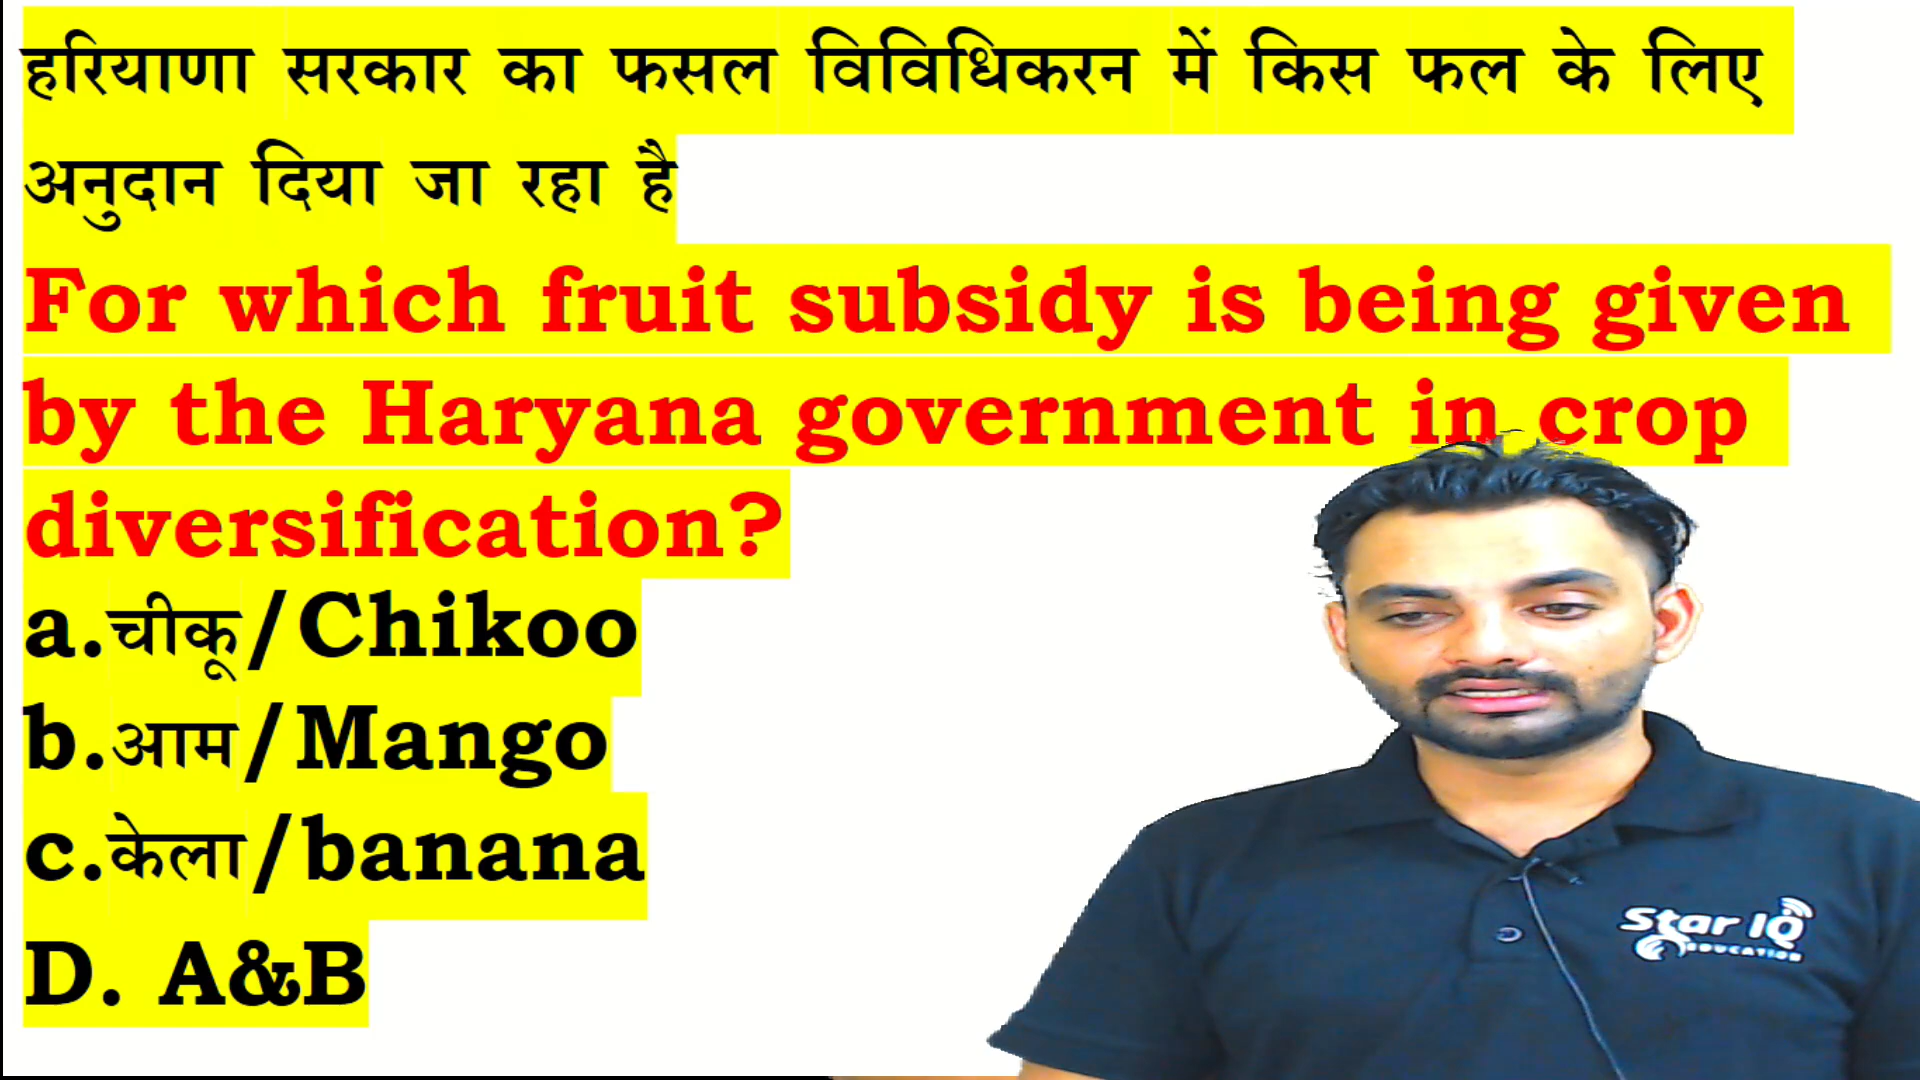 हरियाणा सरकार का फसल विविधिकरन में किस फल के लिए
अनुदान दिया जा रहा है
For which fruit subsidy is being given
by the Haryana government in crop
diversification?
a.चीकू/Chikoo
b.आम/Mango
c.केला/banana
D. A&B
Star IQ
EDUCATION